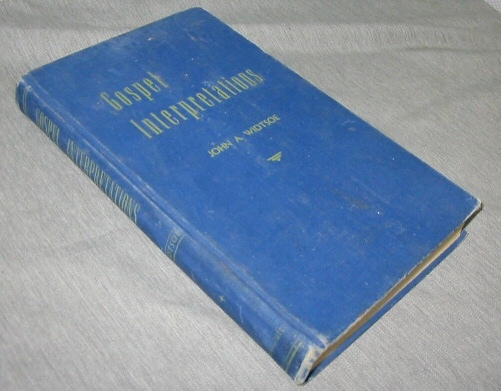 Gospel
Interpretations
JOHN A. WIDTSOE
GOSPEL INTERPRETATIONS